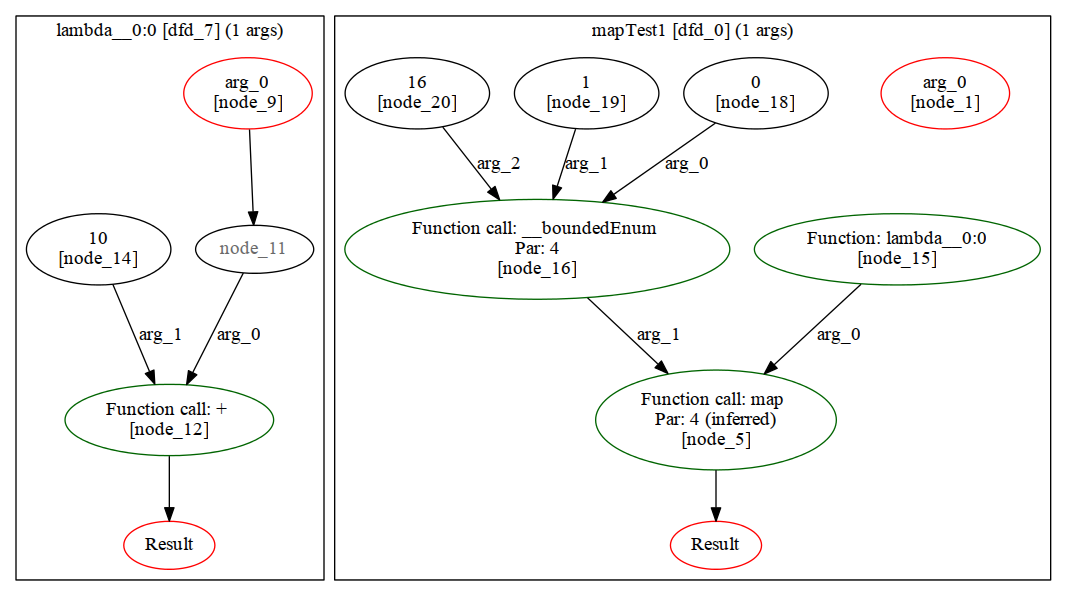 lambda__0:0 [dfd_7] (1 args)
arg_0
[node_9]
10
[node_14]
node_11
arg_1
arg_0
Function call: +
[node_12]
Result
mapTest1 [dfd_0] (1 args)
16
[node_20]
1
[node_19]
0
[node_18]
arg_0
[node_1]
arg_2
arg_1
arg_0
Function call: __boundedEnum
Par: 4
[node_16]
Function: lambda__0:0
[node_15]
arg_1
arg_0
Function call: map
Par: 4 (inferred)
[node_5]
Result